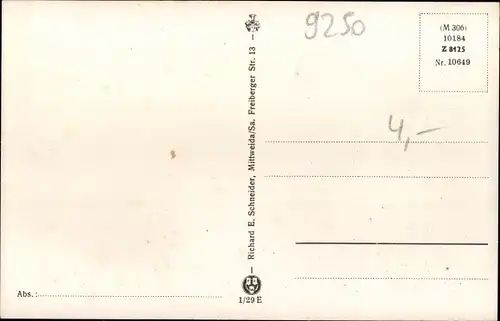 9250
(M 306)
10184
Z 8125
Nr. 10649
4,-
Richard E. Schneider, Mittweida/Sa. Freiberger Str. 13
Abs.:
1/29 E